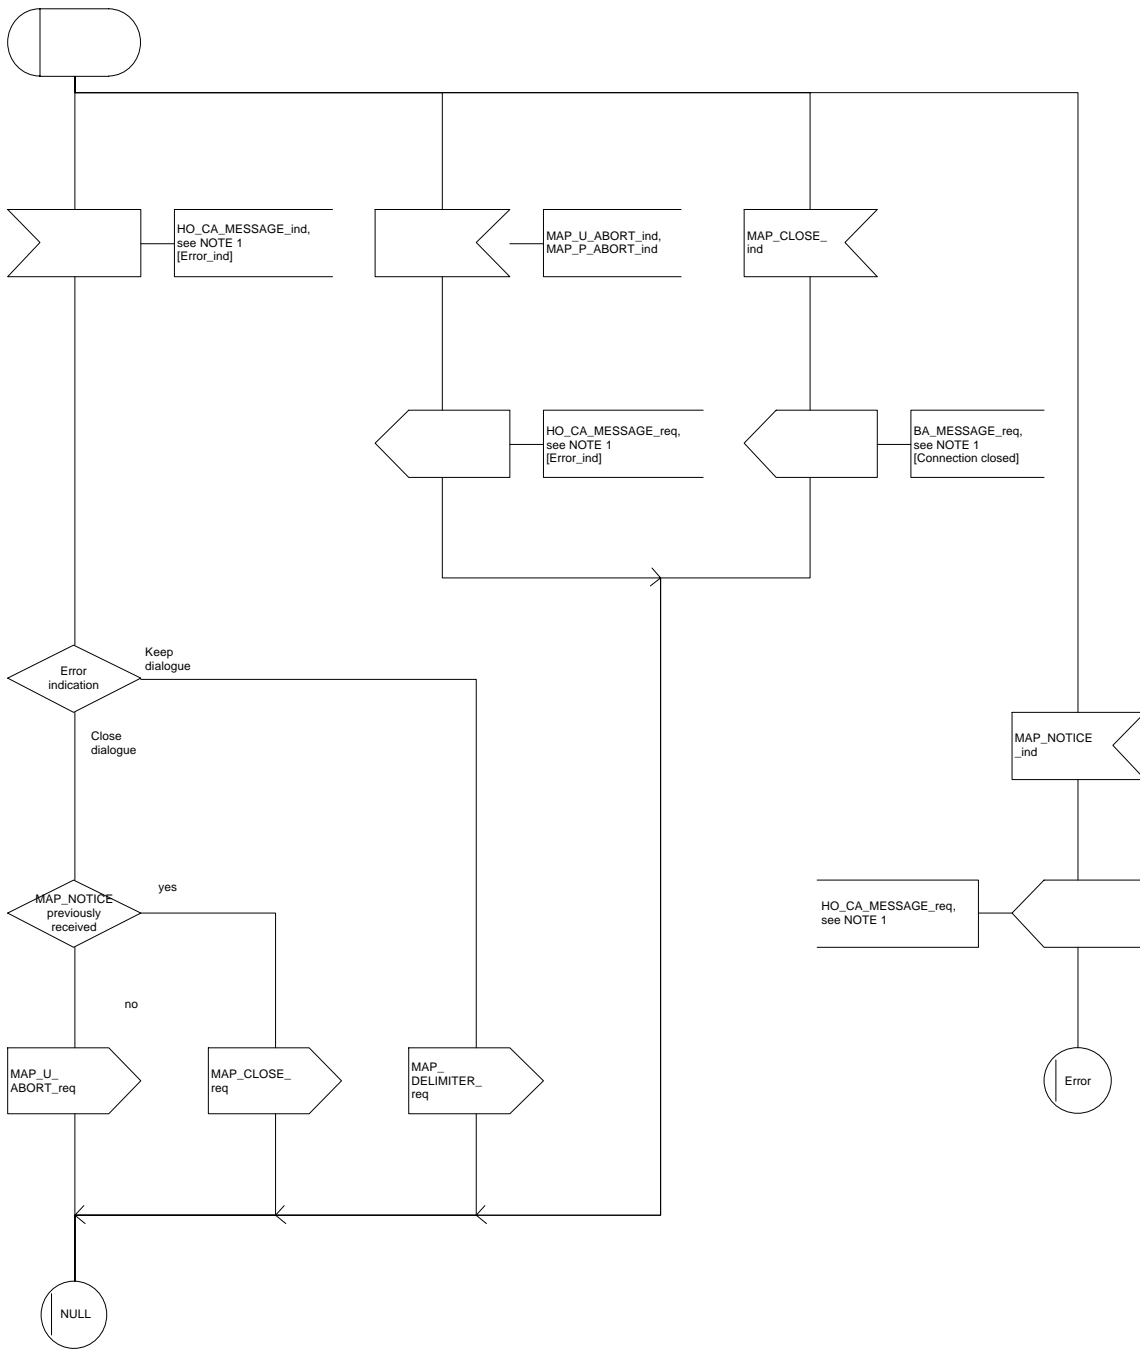 HO_CA_MESSAGE_ind,
see NOTE 1
[Error_ind]
MAP_U_ABORT_ind,
MAP_P_ABORT_ind
MAP_CLOSE_
ind
HO_CA_MESSAGE_req,
see NOTE 1
[Error_ind]
BA_MESSAGE_req,
see NOTE 1
[Connection closed]
Error
indication
Keep
dialogue
Close
dialogue
MAP_NOTICE
_ind
MAP_NOTICE
previously
received
yes
no
HO_CA_MESSAGE_req,
see NOTE 1
MAP_U_
ABORT_req
MAP_CLOSE_
req
MAP_
DELIMITER_
req
Error
NULL